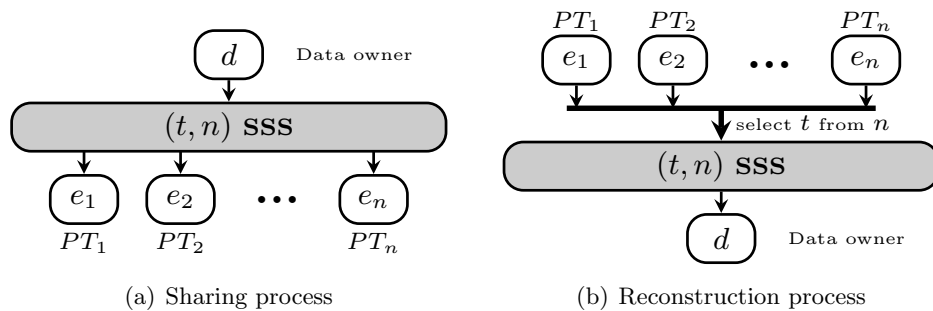 d Data owner
(t, n) SSS
e₁ e₂ ••• eₙ
PT₁ PT₂ PTₙ
(a) Sharing process
PT₁ PT₂ PTₙ
e₁ e₂ ••• eₙ
select t from n
(t, n) SSS
d Data owner
(b) Reconstruction process